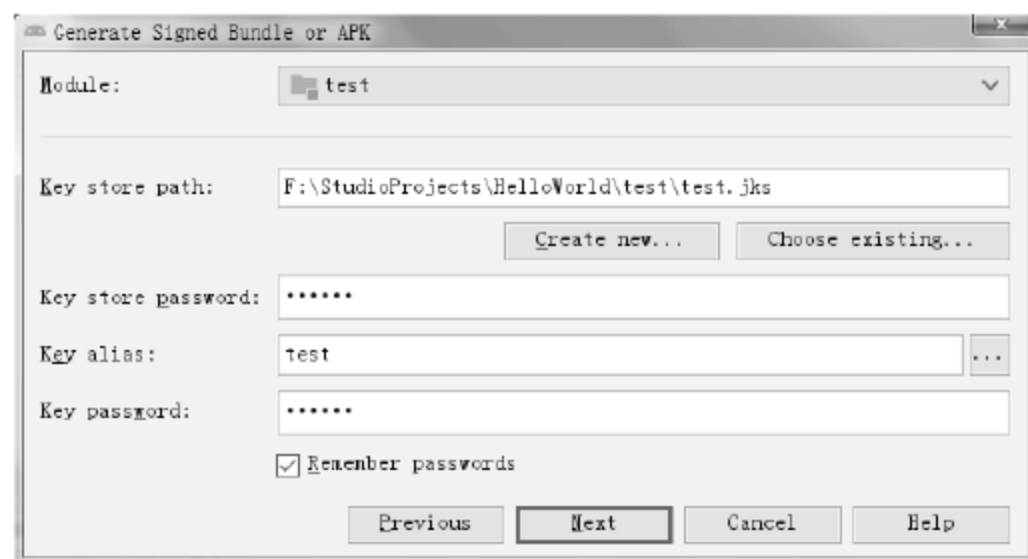 Generate Signed Bundle or APK
Module: test
Key store path: F:\StudioProjects\HelloWorld\test\test.jks
Create new... Choose existing...
Key store password: ••••••
Key alias: test ...
Key password: ••••••
Remember passwords
Previous Next Cancel Help